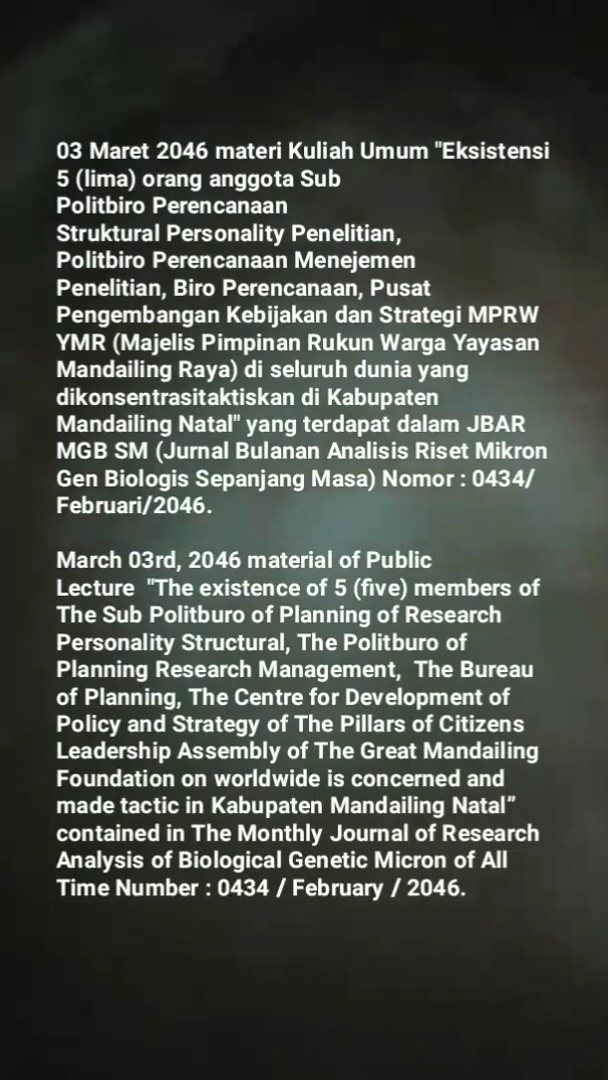 03 Maret 2046 materi Kuliah Umum "Eksistensi
5 (lima) orang anggota Sub
Politbiro Perencanaan
Struktural Personality Penelitian,
Politbiro Perencanaan Menejemen
Penelitian, Biro Perencanaan, Pusat
Pengembangan Kebijakan dan Strategi MPRW
YMR (Majelis Pimpinan Rukun Warga Yayasan
Mandailing Raya) di seluruh dunia yang
dikonsentrasitaktiskan di Kabupaten
Mandailing Natal" yang terdapat dalam JBAR
MGB SM (Jurnal Bulanan Analisis Riset Mikron
Gen Biologis Sepanjang Masa) Nomor : 0434/
Februari/2046.

March 03rd, 2046 material of Public
Lecture  "The existence of 5 (five) members of
The Sub Politburo of Planning of Research
Personality Structural, The Politburo of
Planning Research Management,  The Bureau
of Planning, The Centre for Development of
Policy and Strategy of The Pillars of Citizens
Leadership Assembly of The Great Mandailing
Foundation on worldwide is concerned and
made tactic in Kabupaten Mandailing Natal”
contained in The Monthly Journal of Research
Analysis of Biological Genetic Micron of All
Time Number : 0434 / February / 2046.